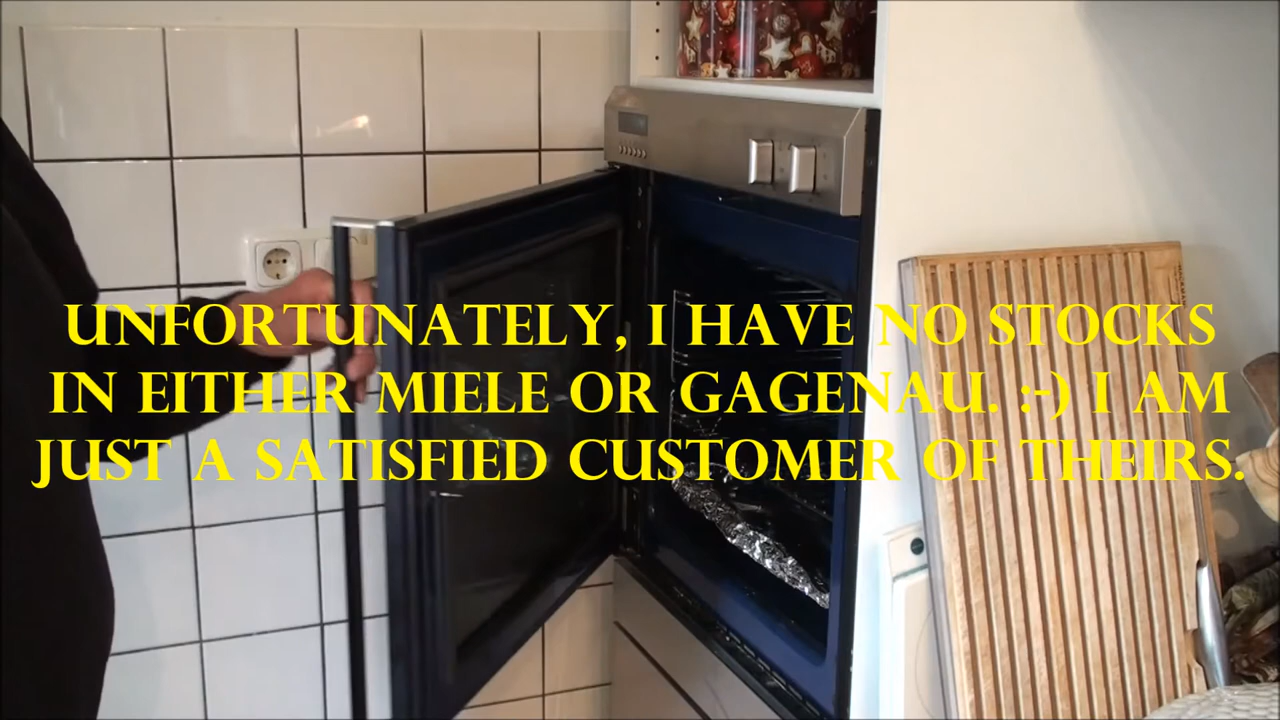 UNFORTUNATELY, I HAVE NO STOCKS
IN EITHER MIELE OR GAGENAU. :-) I AM
JUST A SATISFIED CUSTOMER OF THEIRS.